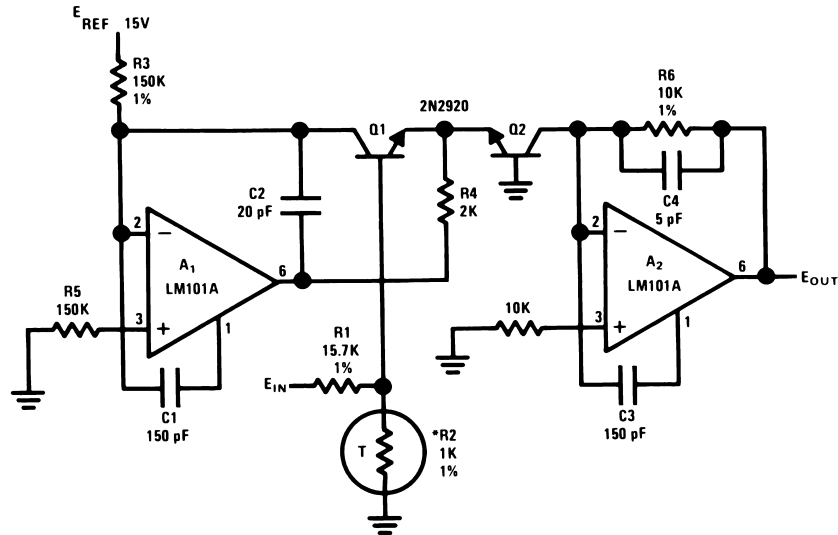 E REF 15V
R3
150K
1%
2N2920
Q1
Q2
R6
10K
1%
C2
20 pF
R4
2K
C4
5 pF
2
−
A1
LM101A
6
3
+
1
R5
150K
C1
150 pF
R1
15.7K
1%
EIN
T
*R2
1K
1%
2
−
A2
LM101A
6
EOUT
3
+
1
10K
C3
150 pF